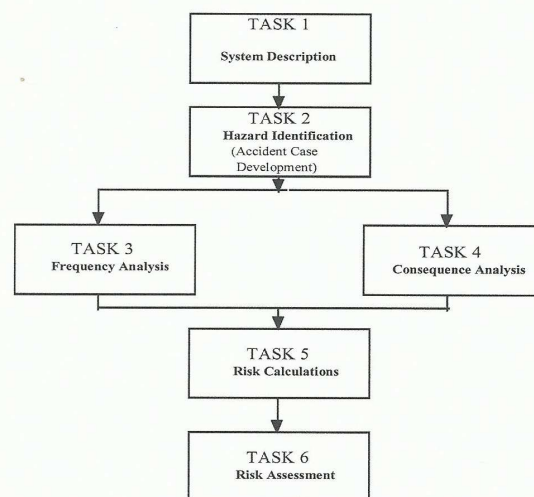 TASK 1
System Description
TASK 2
Hazard Identification
(Accident Case
Development)
TASK 3
Frequency Analysis
TASK 4
Consequence Analysis
TASK 5
Risk Calculations
TASK 6
Risk Assessment